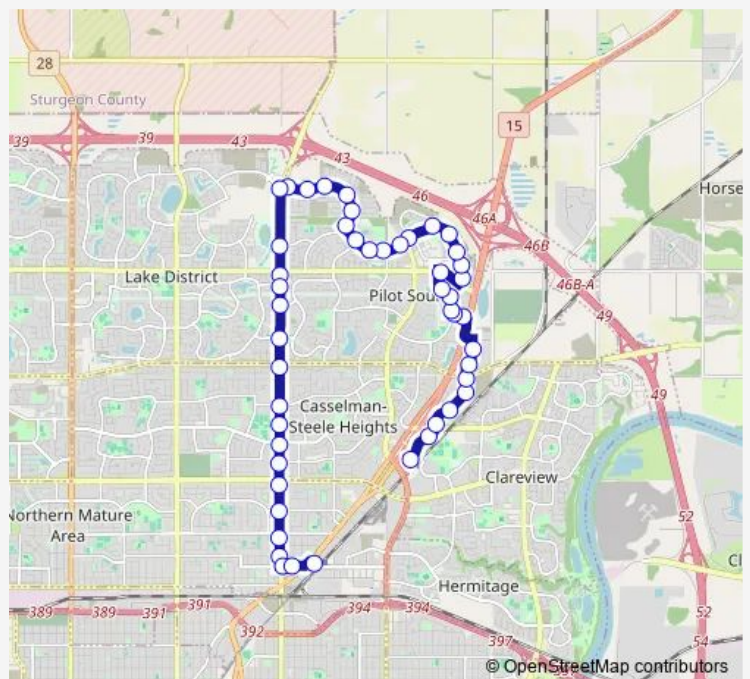 28
Sturgeon County
15
39
39
43
43
46
46A
46B
Horse
Lake District
46B-A
Pilot Sou
49
49
Casselman-
Steele Heights
Clareview
Northern Mature
Area
52
Cl
Hermitage
52
389
389
391
391
392
394
394
397
54
© OpenStreetMap contributors